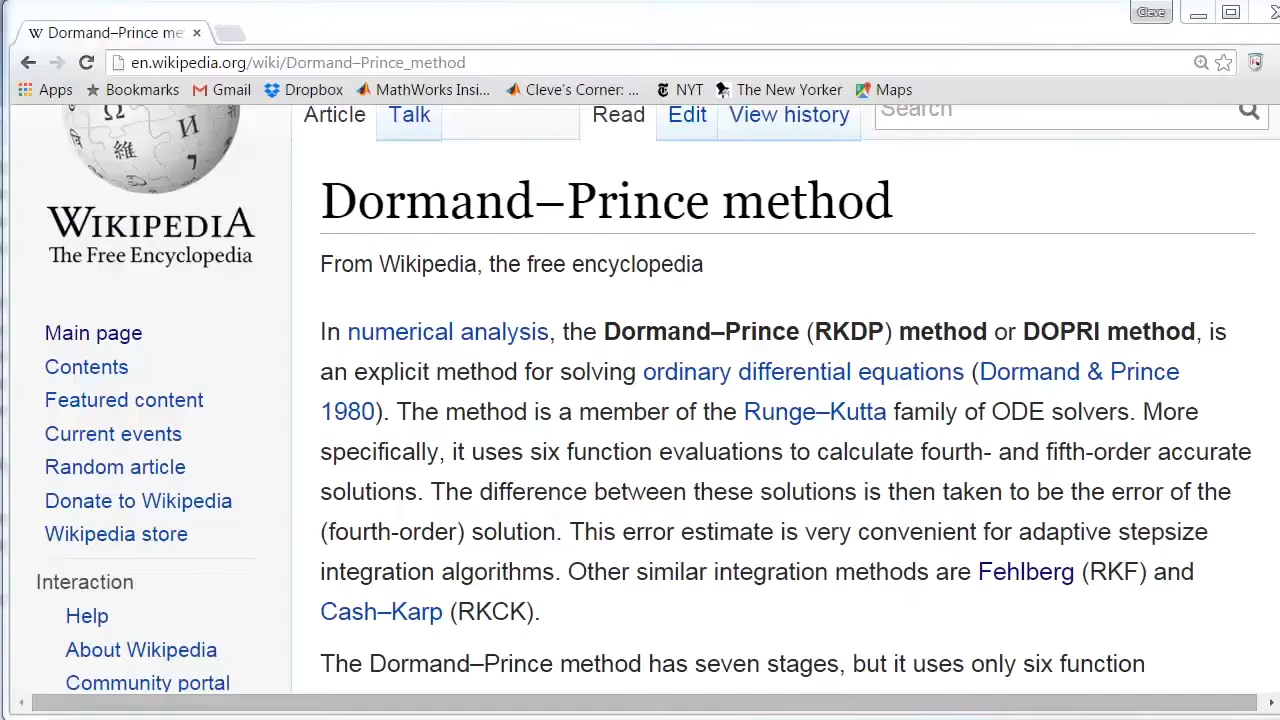 Cleve
W Dormand–Prince me ×
en.wikipedia.org/wiki/Dormand–Prince_method
Apps Bookmarks Gmail Dropbox MathWorks Insi... Cleve's Corner: ... NYT The New Yorker Maps
Article Talk Read Edit View history Search
Ω И 維
WIKIPEDIA
The Free Encyclopedia
Main page
Contents
Featured content
Current events
Random article
Donate to Wikipedia
Wikipedia store
Interaction
Help
About Wikipedia
Community portal
Dormand–Prince method
From Wikipedia, the free encyclopedia
In numerical analysis, the Dormand–Prince (RKDP) method or DOPRI method, is
an explicit method for solving ordinary differential equations (Dormand & Prince
1980). The method is a member of the Runge–Kutta family of ODE solvers. More
specifically, it uses six function evaluations to calculate fourth- and fifth-order accurate
solutions. The difference between these solutions is then taken to be the error of the
(fourth-order) solution. This error estimate is very convenient for adaptive stepsize
integration algorithms. Other similar integration methods are Fehlberg (RKF) and
Cash–Karp (RKCK).
The Dormand–Prince method has seven stages, but it uses only six function